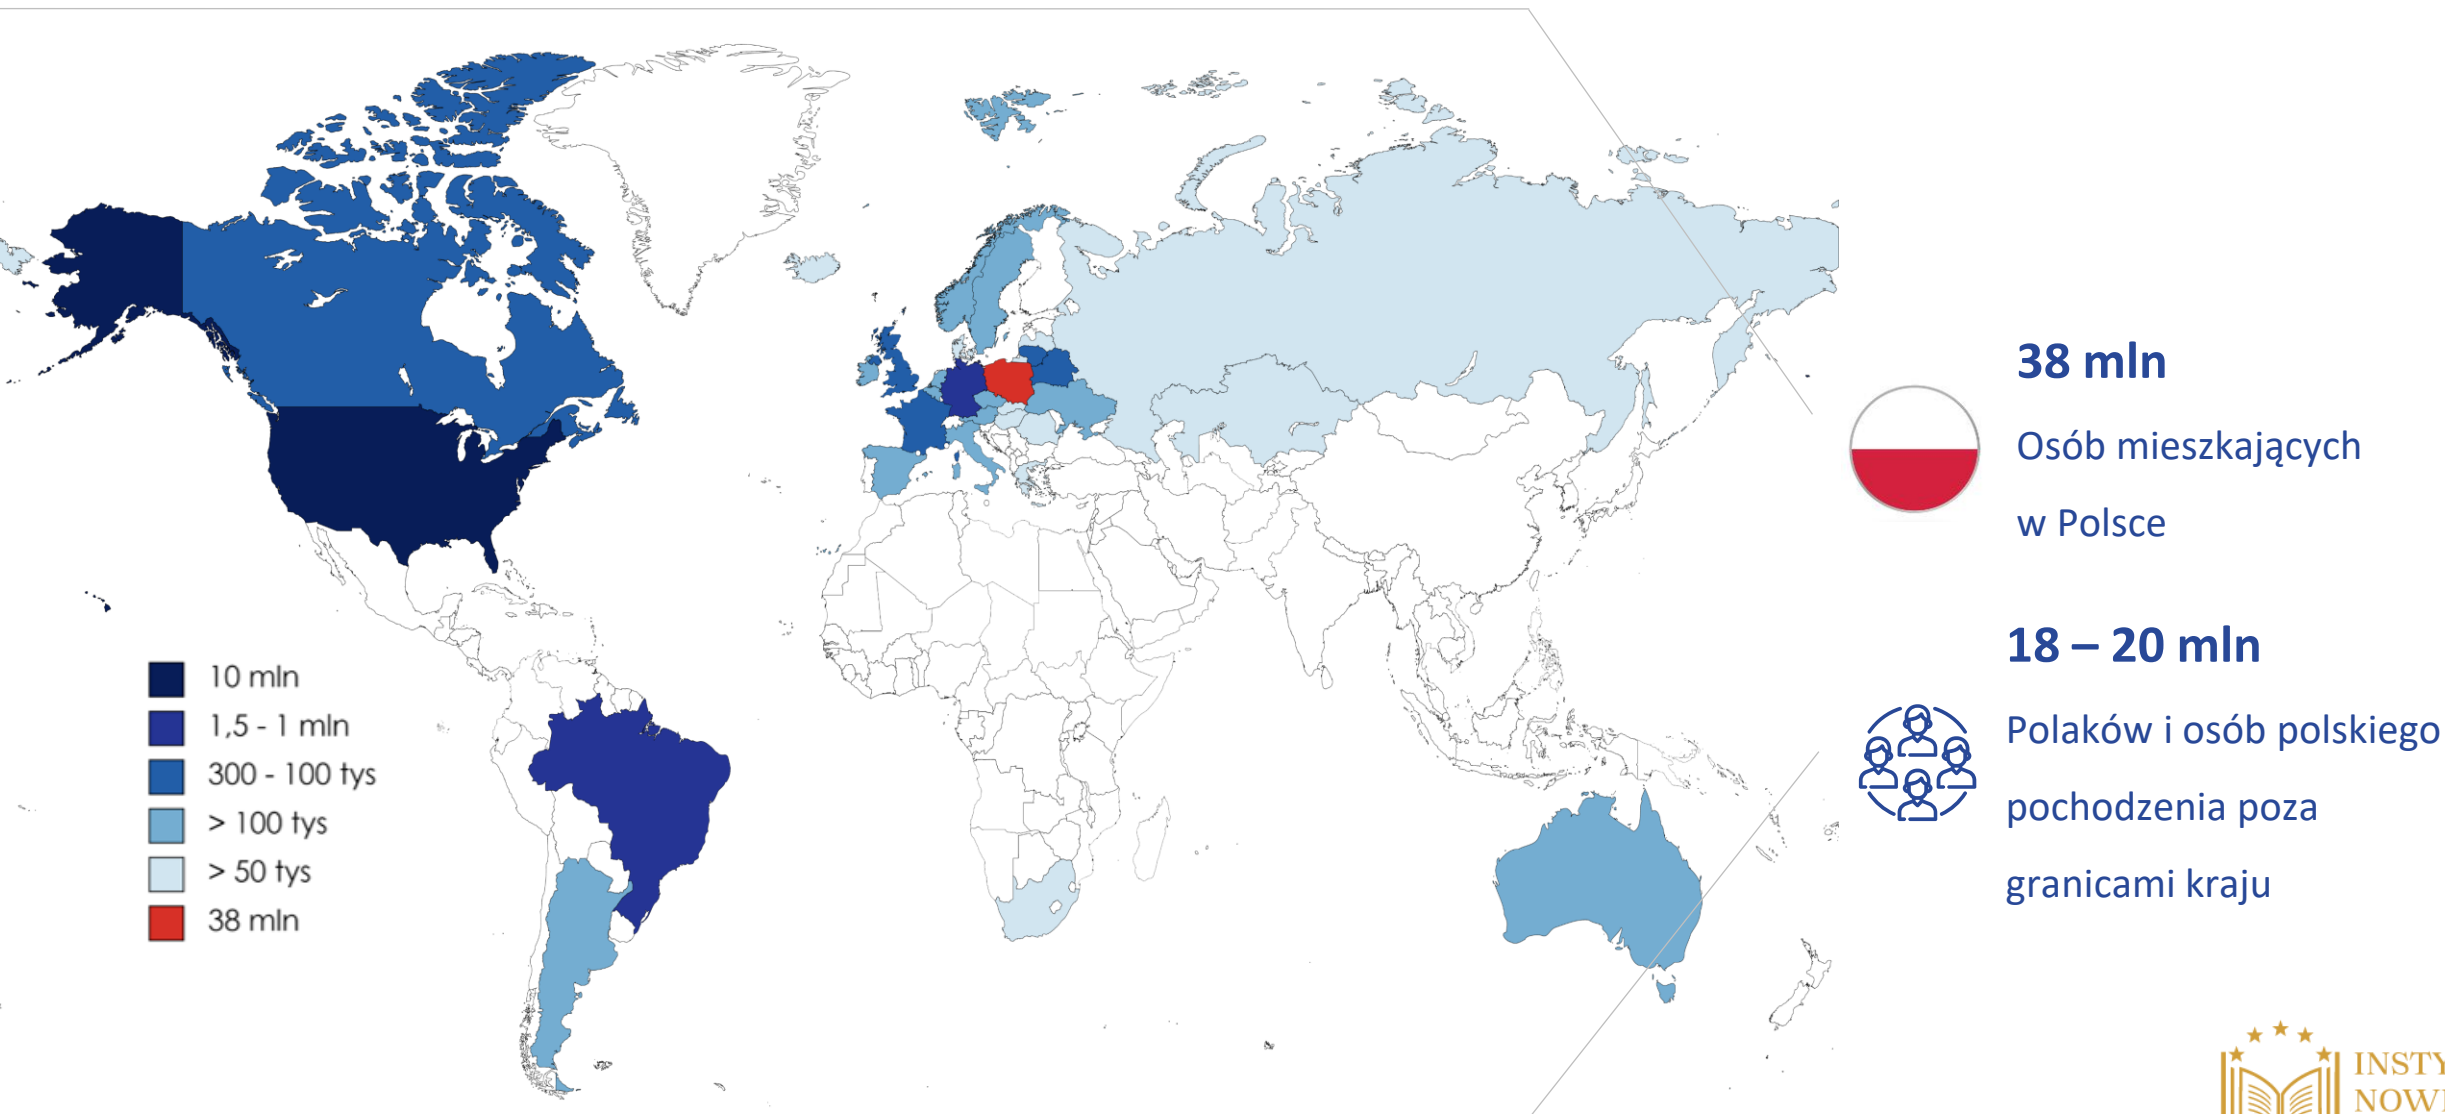 10 mln
1,5 - 1 mln
300 - 100 tys
> 100 tys
> 50 tys
38 mln
38 mln
Osób mieszkających
w Polsce
18 – 20 mln
Polaków i osób polskiego
pochodzenia poza
granicami kraju